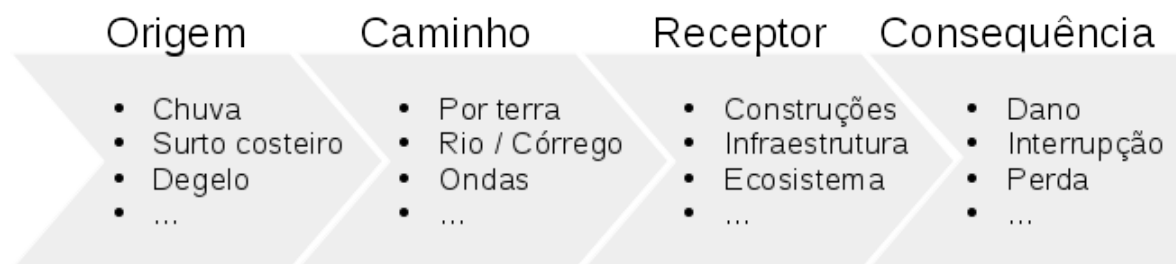 Origem
• Chuva
• Surto costeiro
• Degelo
• ...
Caminho
• Por terra
• Rio / Córrego
• Ondas
• ...
Receptor
• Construções
• Infraestrutura
• Ecosistema
• ...
Consequência
• Dano
• Interrupção
• Perda
• ...